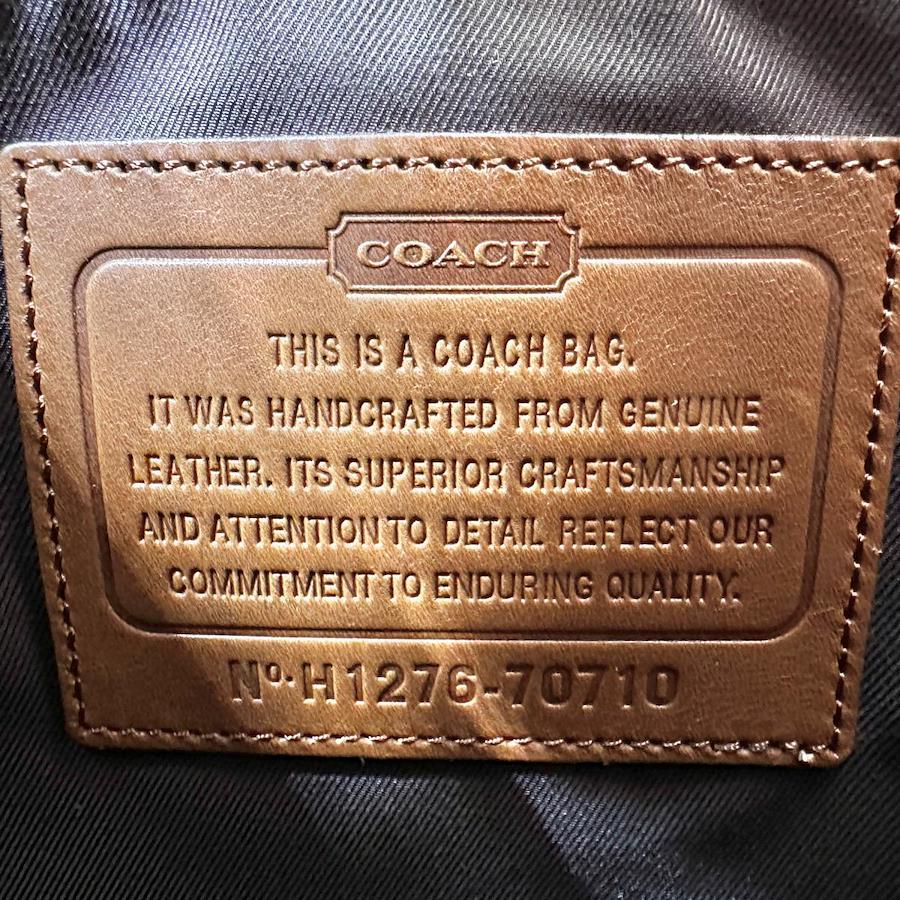 COACH
THIS IS A COACH BAG.
IT WAS HANDCRAFTED FROM GENUINE
LEATHER. ITS SUPERIOR CRAFTSMANSHIP
AND ATTENTION TO DETAIL REFLECT OUR
COMMITMENT TO ENDURING QUALITY.
Nº·H1276-70710